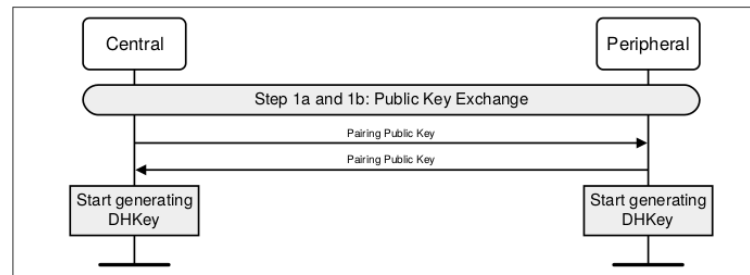 Central
Peripheral
Step 1a and 1b: Public Key Exchange
Pairing Public Key
Pairing Public Key
Start generating
DHKey
Start generating
DHKey